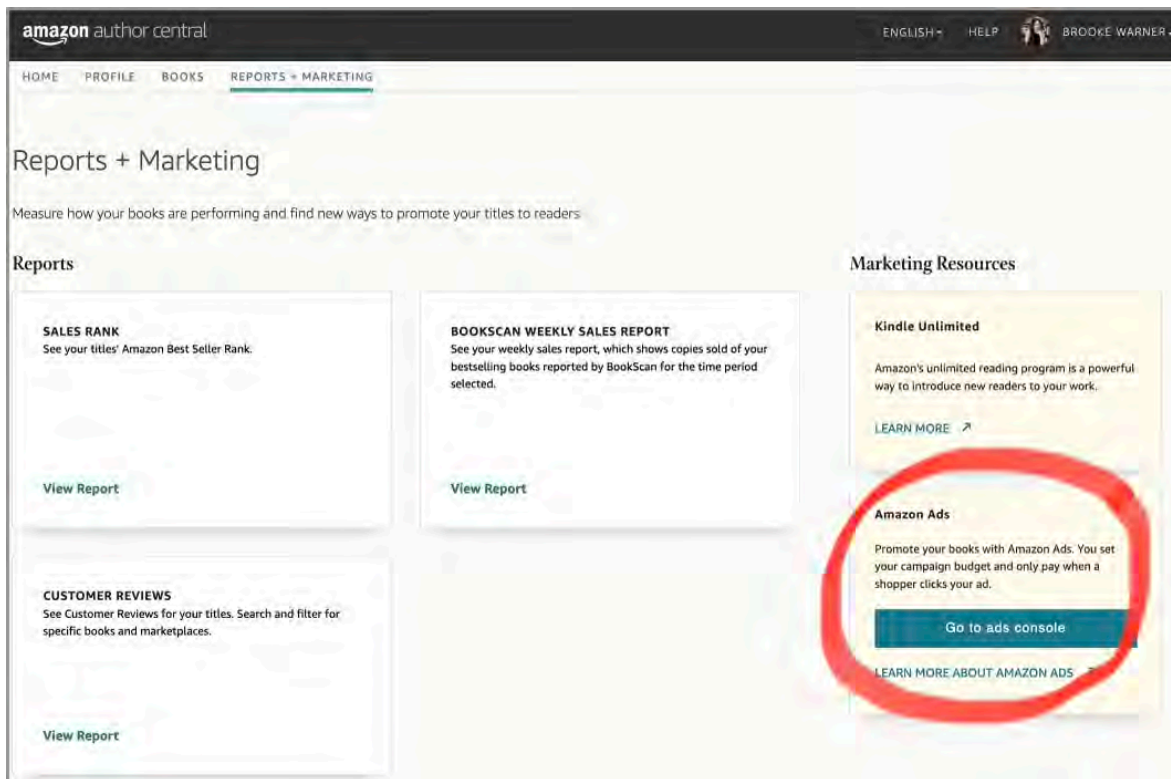 amazon author central
ENGLISH
HELP
BROOKE WARNER
HOME
PROFILE
BOOKS
REPORTS + MARKETING
Reports + Marketing
Measure how your books are performing and find new ways to promote your titles to readers
Reports
SALES RANK
See your titles' Amazon Best Seller Rank.
View Report
BOOKSCAN WEEKLY SALES REPORT
See your weekly sales report, which shows copies sold of your
bestselling books reported by BookScan for the time period
selected.
View Report
CUSTOMER REVIEWS
See Customer Reviews for your titles. Search and filter for
specific books and marketplaces.
View Report
Marketing Resources
Kindle Unlimited
Amazon's unlimited reading program is a powerful
way to introduce new readers to your work.
LEARN MORE
Amazon Ads
Promote your books with Amazon Ads. You set
your campaign budget and only pay when a
shopper clicks your ad.
Go to ads console
LEARN MORE ABOUT AMAZON ADS